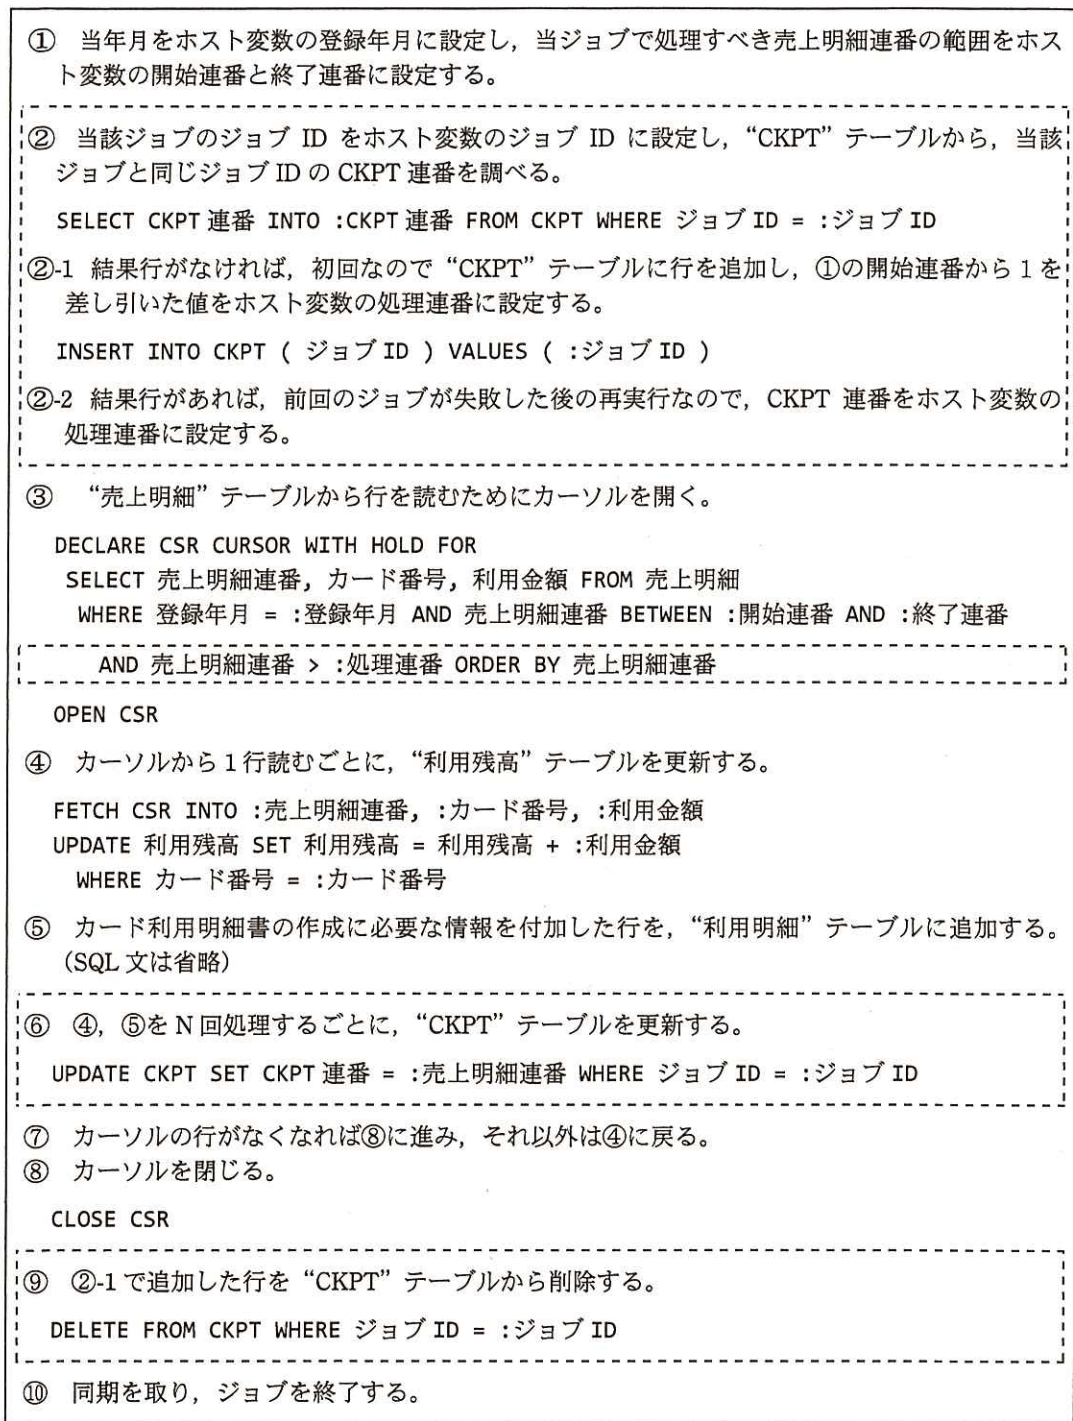 ① 当年月をホスト変数の登録年月に設定し，当ジョブで処理すべき売上明細連番の範囲をホス
ト変数の開始連番と終了連番に設定する。
② 当該ジョブのジョブ ID をホスト変数のジョブ ID に設定し，“CKPT” テーブルから，当該
ジョブと同じジョブ ID の CKPT 連番を調べる。
SELECT CKPT 連番 INTO :CKPT 連番 FROM CKPT WHERE ジョブ ID = :ジョブ ID
②-1 結果行がなければ，初回なので “CKPT” テーブルに行を追加し，①の開始連番から 1 を
差し引いた値をホスト変数の処理連番に設定する。
INSERT INTO CKPT ( ジョブ ID ) VALUES ( :ジョブ ID )
②-2 結果行があれば，前回のジョブが失敗した後の再実行なので，CKPT 連番をホスト変数の
処理連番に設定する。
③ “売上明細” テーブルから行を読むためにカーソルを開く。
DECLARE CSR CURSOR WITH HOLD FOR
SELECT 売上明細連番, カード番号, 利用金額 FROM 売上明細
WHERE 登録年月 = :登録年月 AND 売上明細連番 BETWEEN :開始連番 AND :終了連番
AND 売上明細連番 > :処理連番 ORDER BY 売上明細連番
OPEN CSR
④ カーソルから 1 行読むごとに，“利用残高” テーブルを更新する。
FETCH CSR INTO :売上明細連番, :カード番号, :利用金額
UPDATE 利用残高 SET 利用残高 = 利用残高 + :利用金額
WHERE カード番号 = :カード番号
⑤ カード利用明細書の作成に必要な情報を付加した行を，“利用明細” テーブルに追加する。
（SQL 文は省略）
⑥ ④，⑤を N 回処理するごとに，“CKPT” テーブルを更新する。
UPDATE CKPT SET CKPT 連番 = :売上明細連番 WHERE ジョブ ID = :ジョブ ID
⑦ カーソルの行がなくなれば⑧に進み，それ以外は④に戻る。
⑧ カーソルを閉じる。
CLOSE CSR
⑨ ②-1 で追加した行を “CKPT” テーブルから削除する。
DELETE FROM CKPT WHERE ジョブ ID = :ジョブ ID
⑩ 同期を取り，ジョブを終了する。